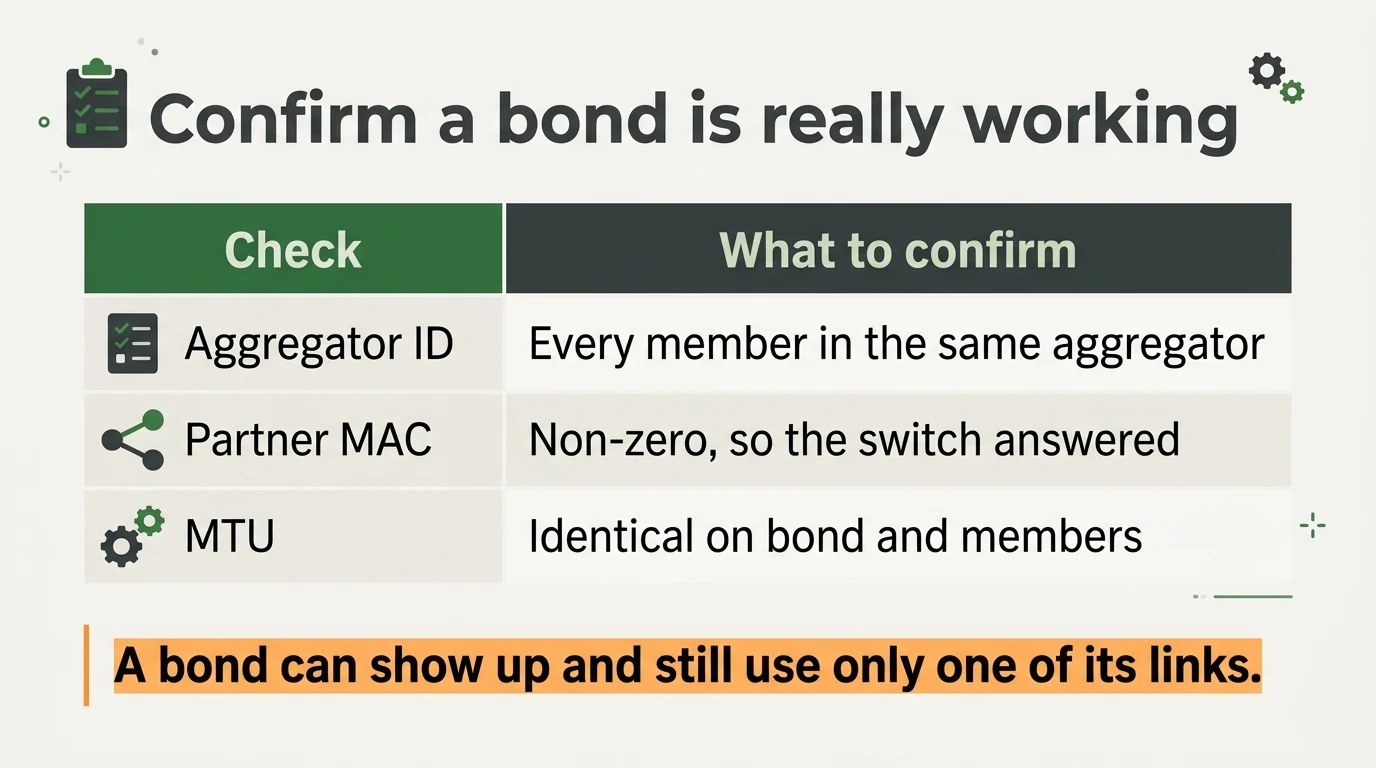 Confirm a bond is really working
Check
What to confirm
Aggregator ID
Every member in the same aggregator
Partner MAC
Non-zero, so the switch answered
MTU
Identical on bond and members
A bond can show up and still use only one of its links.